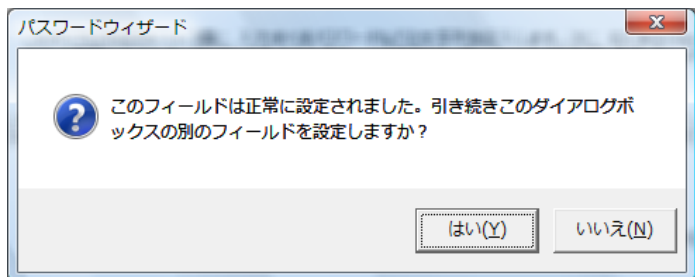 パスワードウィザード
このフィールドは正常に設定されました。引き続きこのダイアログボ
ックスの別のフィールドを設定しますか？
はい(Y)
いいえ(N)